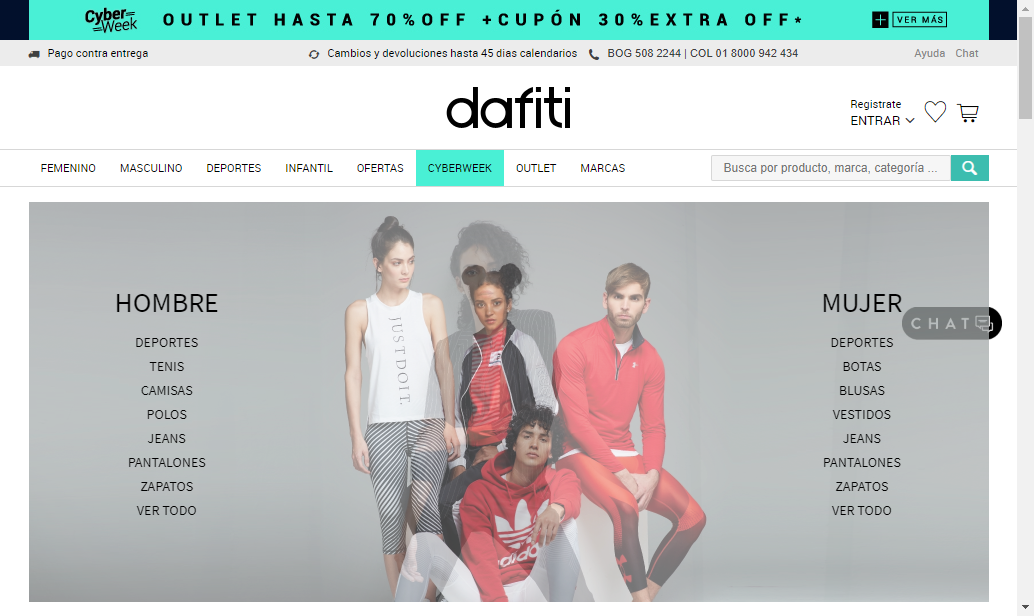 Cyber Week
OUTLET HASTA 70%OFF +CUPÓN 30%EXTRA OFF*
VER MÁS
Pago contra entrega
Cambios y devoluciones hasta 45 dias calendarios
BOG 508 2244 | COL 01 8000 942 434
Ayuda
Chat
dafiti
Registrate
ENTRAR
FEMENINO
MASCULINO
DEPORTES
INFANTIL
OFERTAS
CYBERWEEK
OUTLET
MARCAS
Busca por producto, marca, categoría ...
HOMBRE
DEPORTES
TENIS
CAMISAS
POLOS
JEANS
PANTALONES
ZAPATOS
VER TODO
JUST DO IT.
adidas
MUJER
DEPORTES
BOTAS
BLUSAS
VESTIDOS
JEANS
PANTALONES
ZAPATOS
VER TODO
CHAT